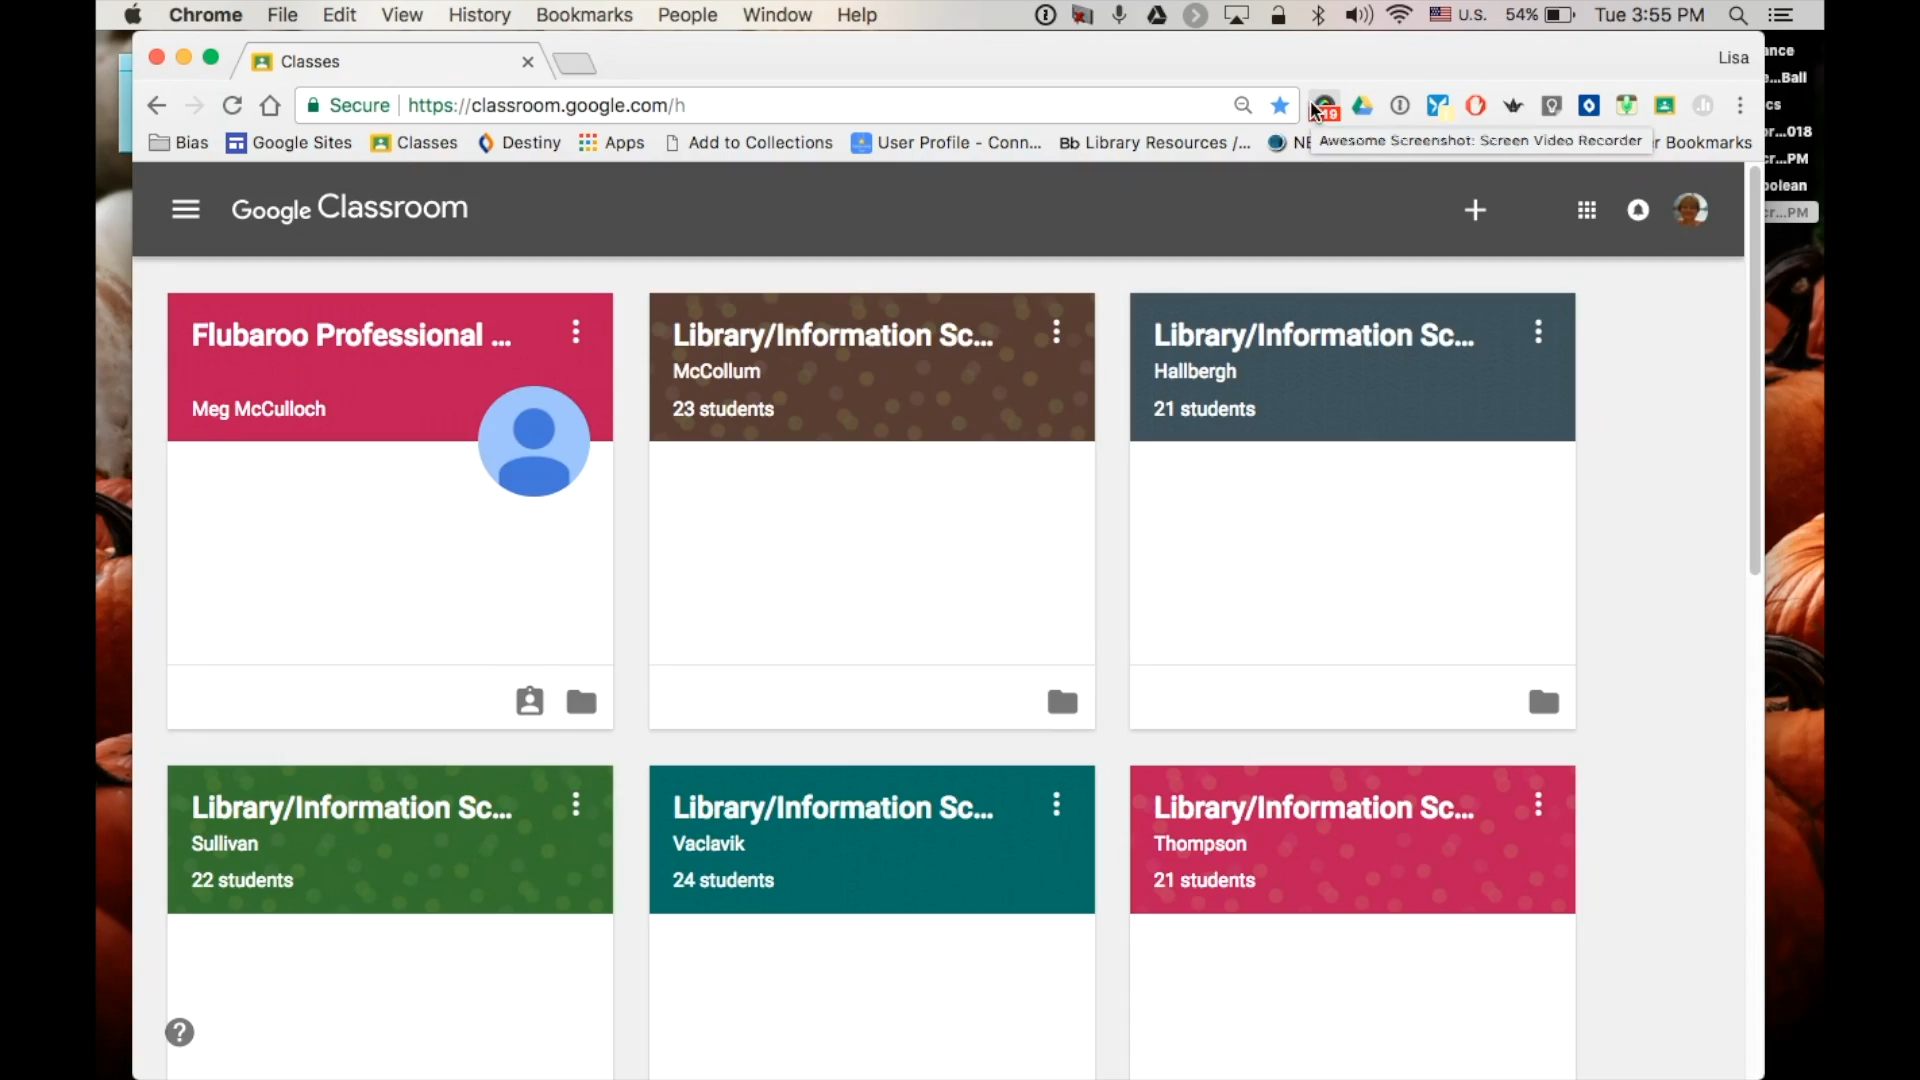 Chrome File Edit View History Bookmarks People Window Help U.S. 54% Tue 3:55 PM
Classes Lisa
Secure https://classroom.google.com/h 19
Bias Google Sites Classes Destiny Apps Add to Collections User Profile - Conn... Bb Library Resources /... Bookmarks
Awesome Screenshot: Screen Video Recorder
Google Classroom
Flubaroo Professional ...
Meg McCulloch
Library/Information Sc...
McCollum
23 students
Library/Information Sc...
Hallbergh
21 students
Library/Information Sc...
Sullivan
22 students
Library/Information Sc...
Vaclavik
24 students
Library/Information Sc...
Thompson
21 students
?